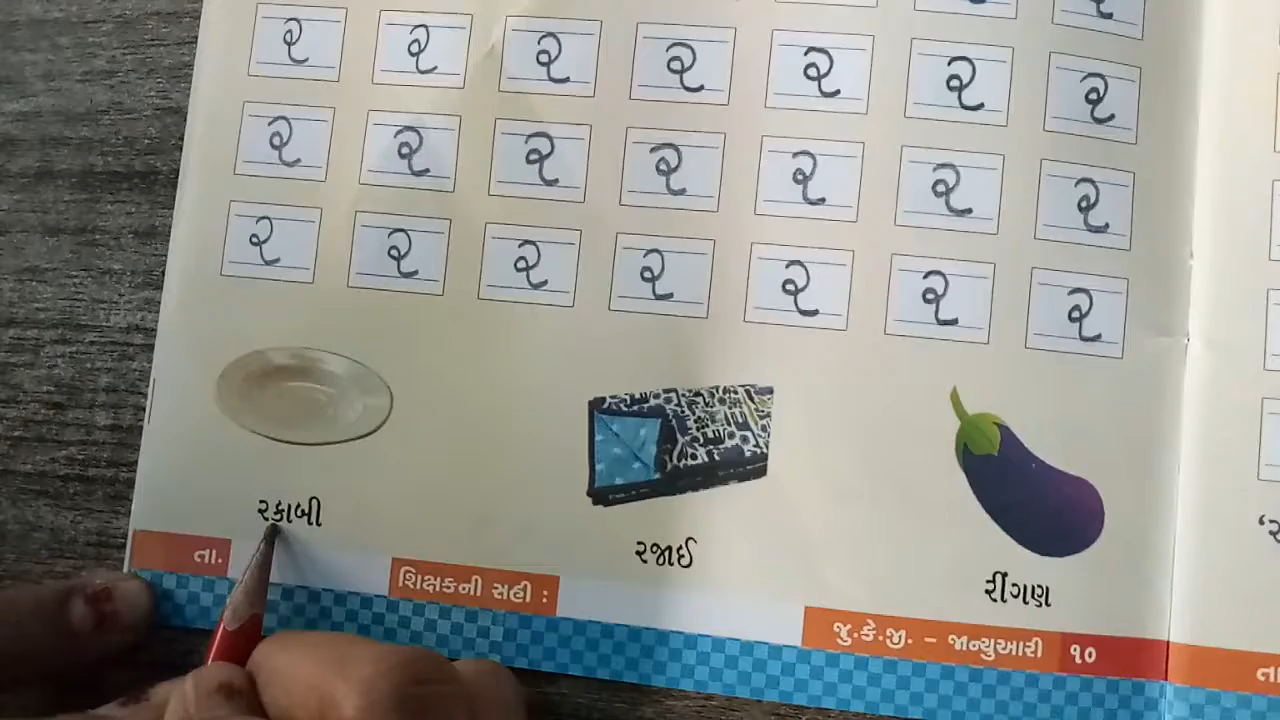 ર ર ર ર ર ર ર
ર ર ર ર ર ર ર
ર ર ર ર ર ર ર
રકાબી
રજાઈ
રીંગણ
તા.
શિક્ષકની સહી :
જુ.કે.જી. - જાન્યુઆરી ૧૦